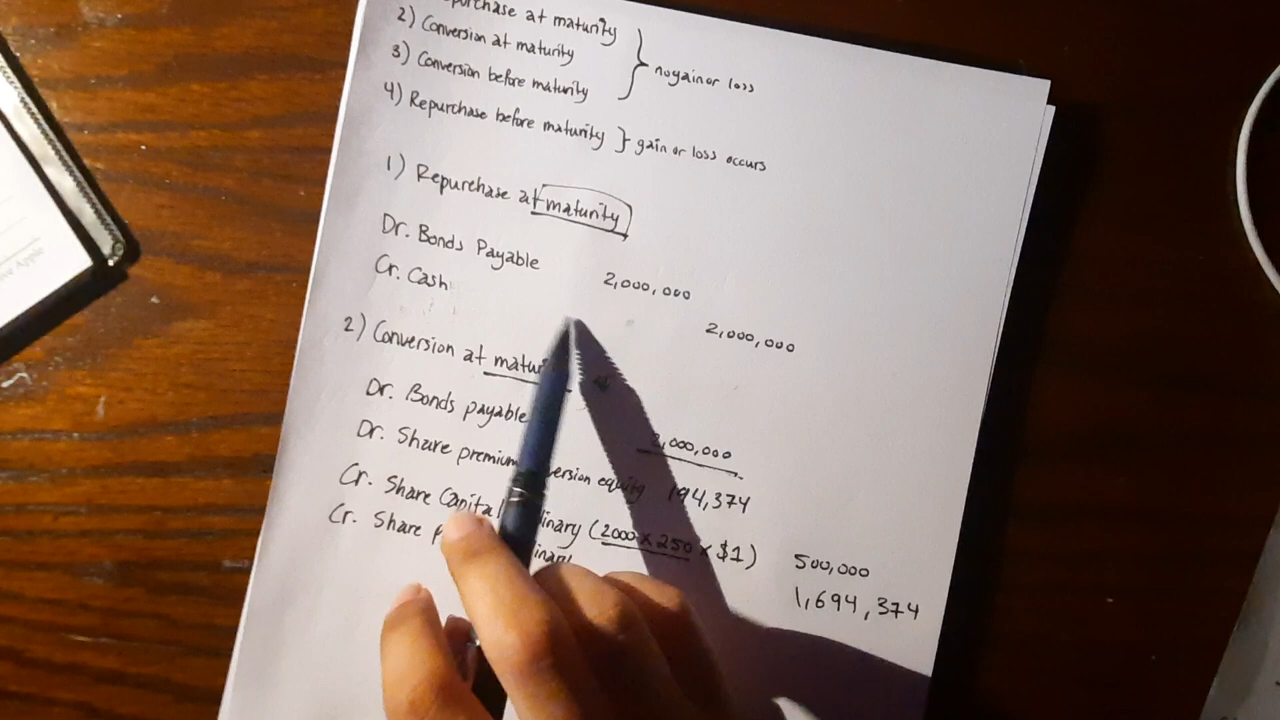 at maturity
2) Conversion at maturity
3) Conversion before maturity
} no gain or loss
4) Repurchase before maturity } gain or loss occurs
1) Repurchase at maturity
Dr. Bonds Payable 2,000,000
Cr. Cash 2,000,000
2) Conversion at
Dr. Bonds payable 2,000,000
Dr. Share premium equity 194,374
Cr. Share Capital (2000 x 250 x $1) 500,000
Cr. Share 1,694,374